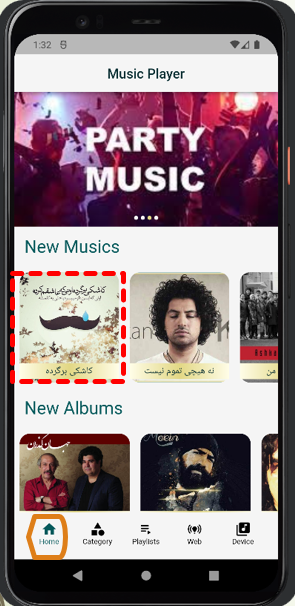 1:32
Music Player
PARTY
MUSIC
New Musics
کاشکی برگرده
نه هیچی تموم نیست
من
New Albums
Moein
Home
Category
Playlists
Web
Device